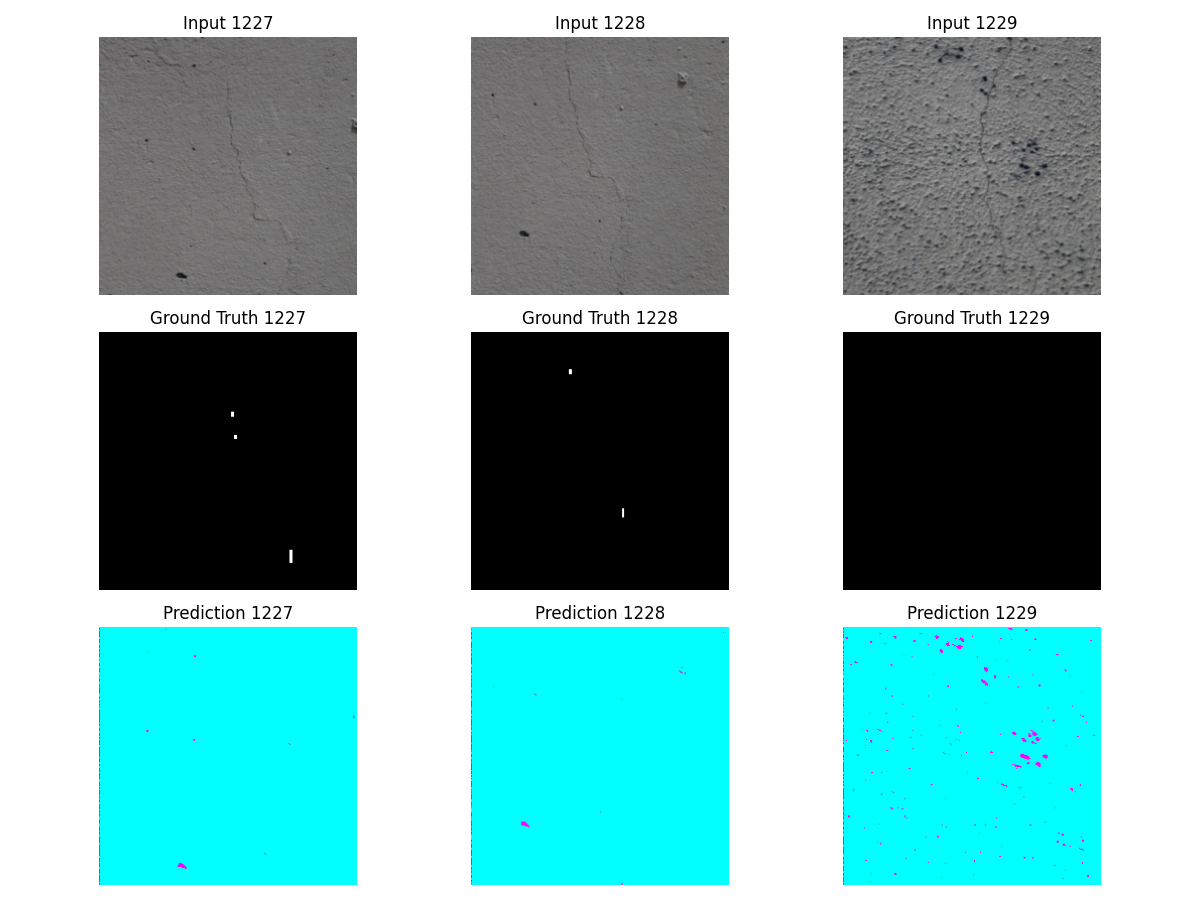 Input 1227
Input 1228
Input 1229
Ground Truth 1227
Ground Truth 1228
Ground Truth 1229
Prediction 1227
Prediction 1228
Prediction 1229